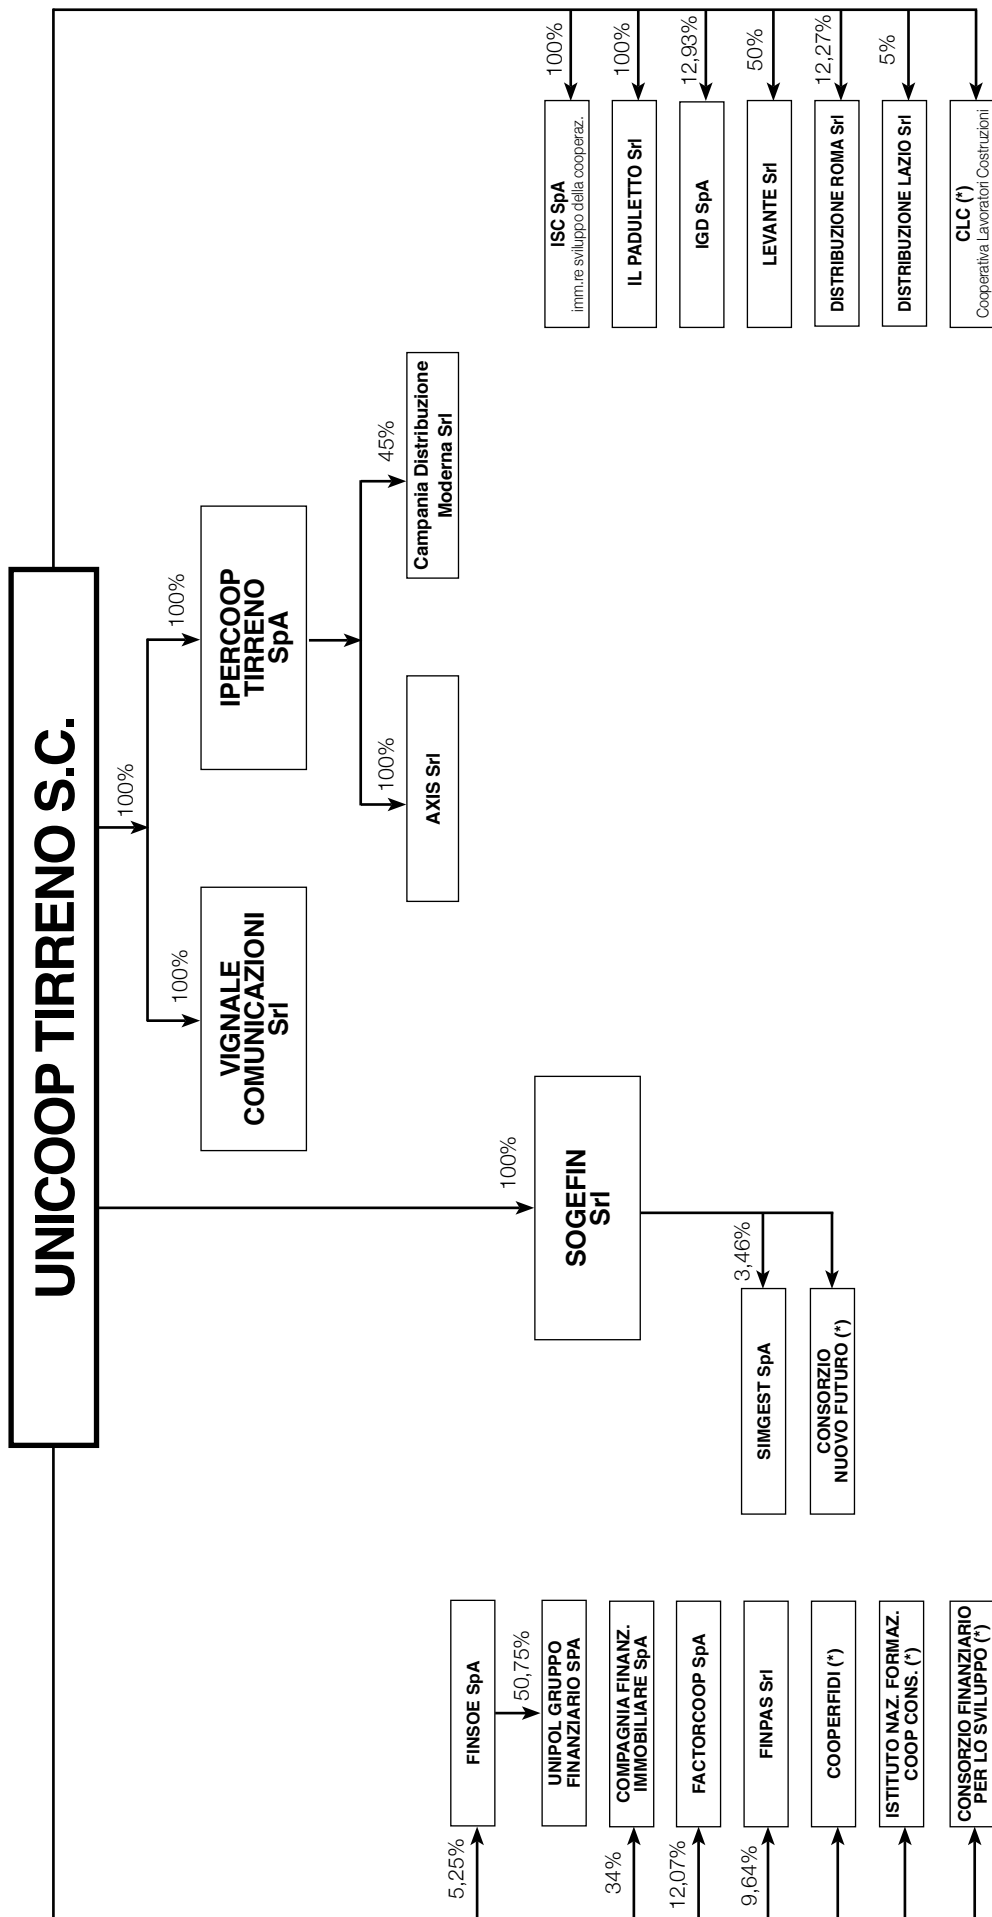 UNICOOP TIRRENO S.C.
100%
100%
VIGNALE
COMUNICAZIONI
Srl
100%
IPERCOOP
TIRRENO
SpA
100%
AXIS Srl
45%
Campania Distribuzione
Moderna Srl
100%
SOGEFIN
Srl
3,46%
SIMGEST SpA
CONSORZIO
NUOVO FUTURO (*)
5,25%
FINSOE SpA
50,75%
UNIPOL GRUPPO
FINANZIARIO SPA
34%
COMPAGNIA FINANZ.
IMMOBILIARE SpA
12,07%
FACTORCOOP SpA
9,64%
FINPAS Srl
COOPERFIDI (*)
ISTITUTO NAZ. FORMAZ.
COOP CONS. (*)
CONSORZIO FINANZIARIO
PER LO SVILUPPO (*)
100%
ISC SpA
imm.re sviluppo della cooperaz.
100%
IL PADULETTO Srl
12,93%
IGD SpA
50%
LEVANTE Srl
12,27%
DISTRIBUZIONE ROMA Srl
5%
DISTRIBUZIONE LAZIO Srl
CLC (*)
Cooperativa Lavoratori Costruzioni